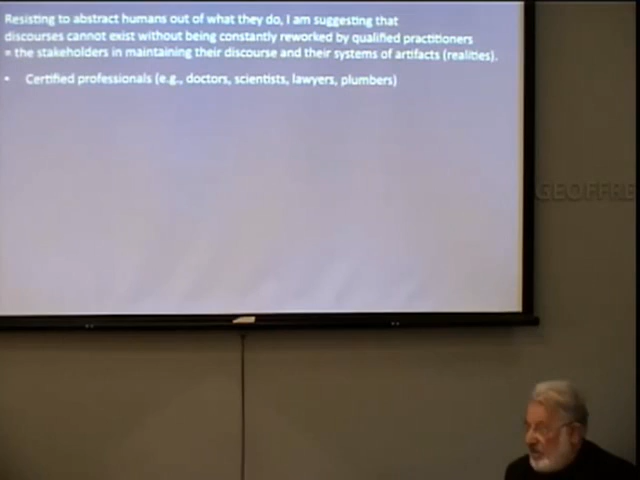 Resisting to abstract humans out of what they do, I am suggesting that
discourses cannot exist without being constantly reworked by qualified practitioners
= the stakeholders in maintaining their discourse and their systems of artifacts (realities).
• Certified professionals (e.g., doctors, scientists, lawyers, plumbers)
GEOFFRE